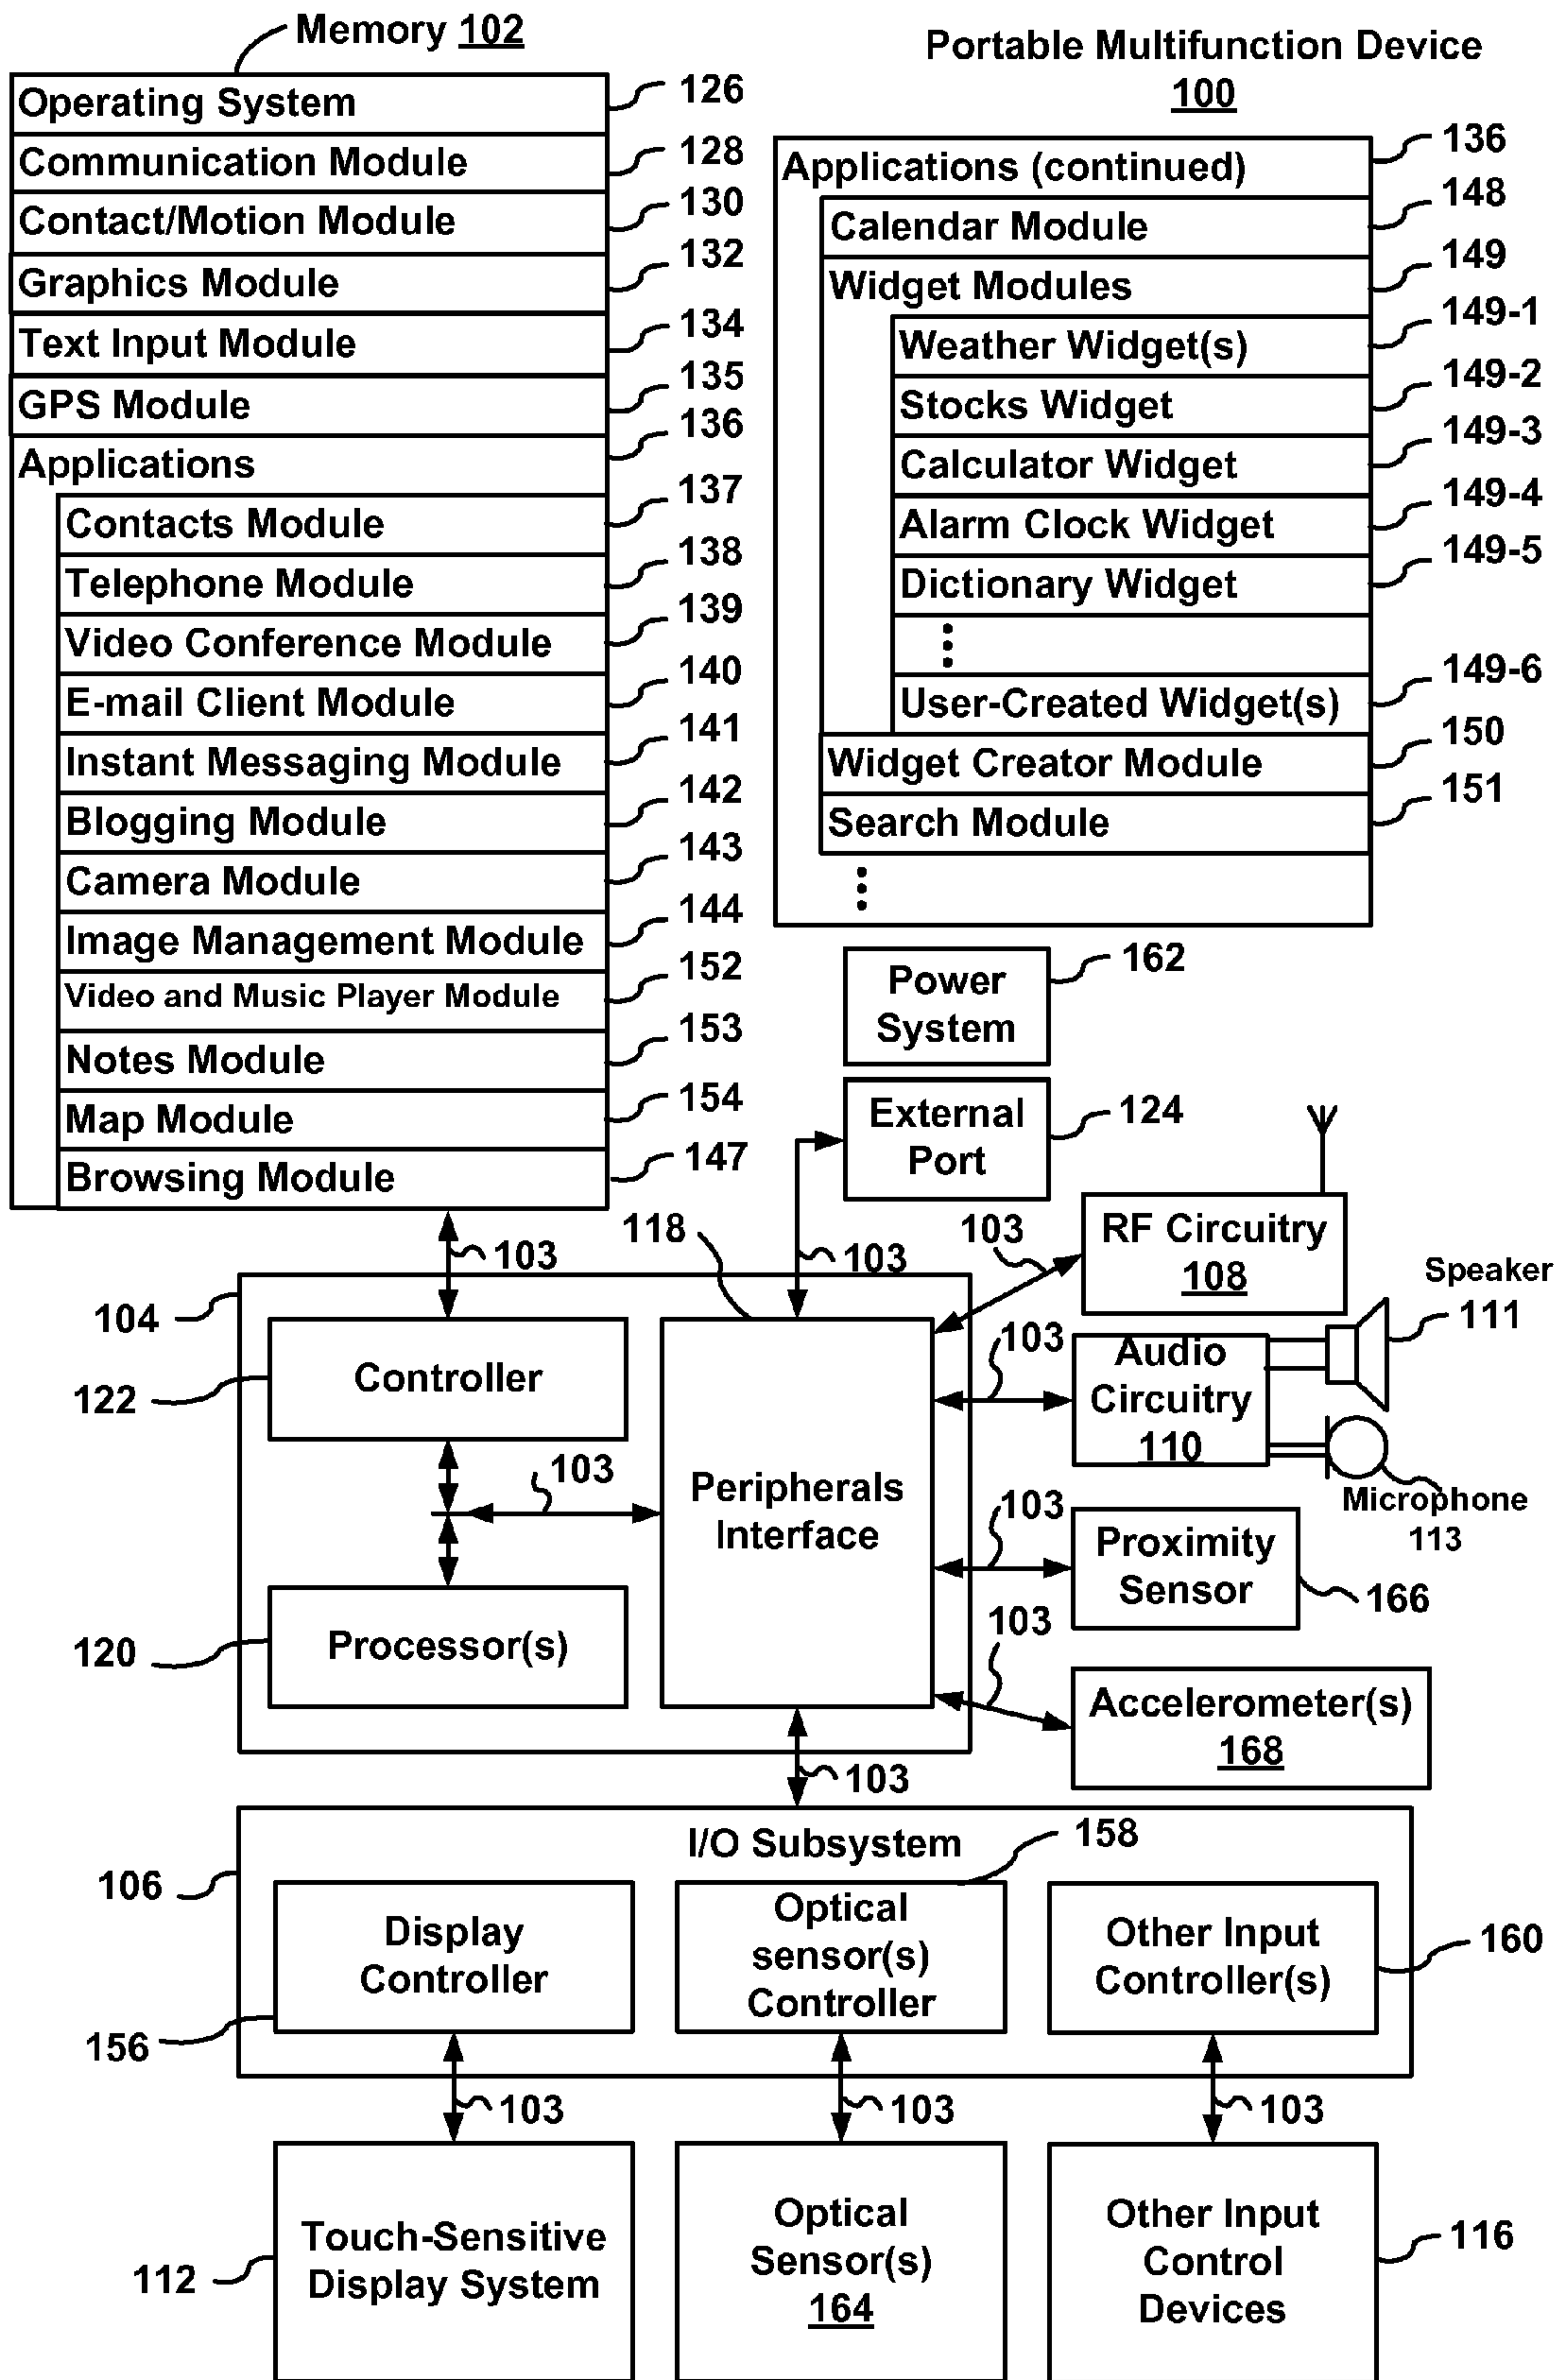 Memory 102
Operating System 126
Communication Module 128
Contact/Motion Module 130
Graphics Module 132
Text Input Module 134
GPS Module 135
Applications 136
Contacts Module 137
Telephone Module 138
Video Conference Module 139
E-mail Client Module 140
Instant Messaging Module 141
Blogging Module 142
Camera Module 143
Image Management Module 144
Video and Music Player Module 152
Notes Module 153
Map Module 154
Browsing Module 147
Portable Multifunction Device
100
Applications (continued) 136
Calendar Module 148
Widget Modules 149
Weather Widget(s) 149-1
Stocks Widget 149-2
Calculator Widget 149-3
Alarm Clock Widget 149-4
Dictionary Widget 149-5
User-Created Widget(s) 149-6
Widget Creator Module 150
Search Module 151
Power
System
162
External
Port
124
103
118
103
103
RF Circuitry
108
Speaker
111
104
Controller
122
103
Audio
Circuitry
110
103
Peripherals
Interface
103
Microphone
113
Proximity
Sensor
166
Processor(s)
120
103
Accelerometer(s)
168
103
I/O Subsystem
158
106
Display
Controller
156
Optical
sensor(s)
Controller
Other Input
Controller(s)
160
103
103
103
Touch-Sensitive
Display System
112
Optical
Sensor(s)
164
Other Input
Control
Devices
116